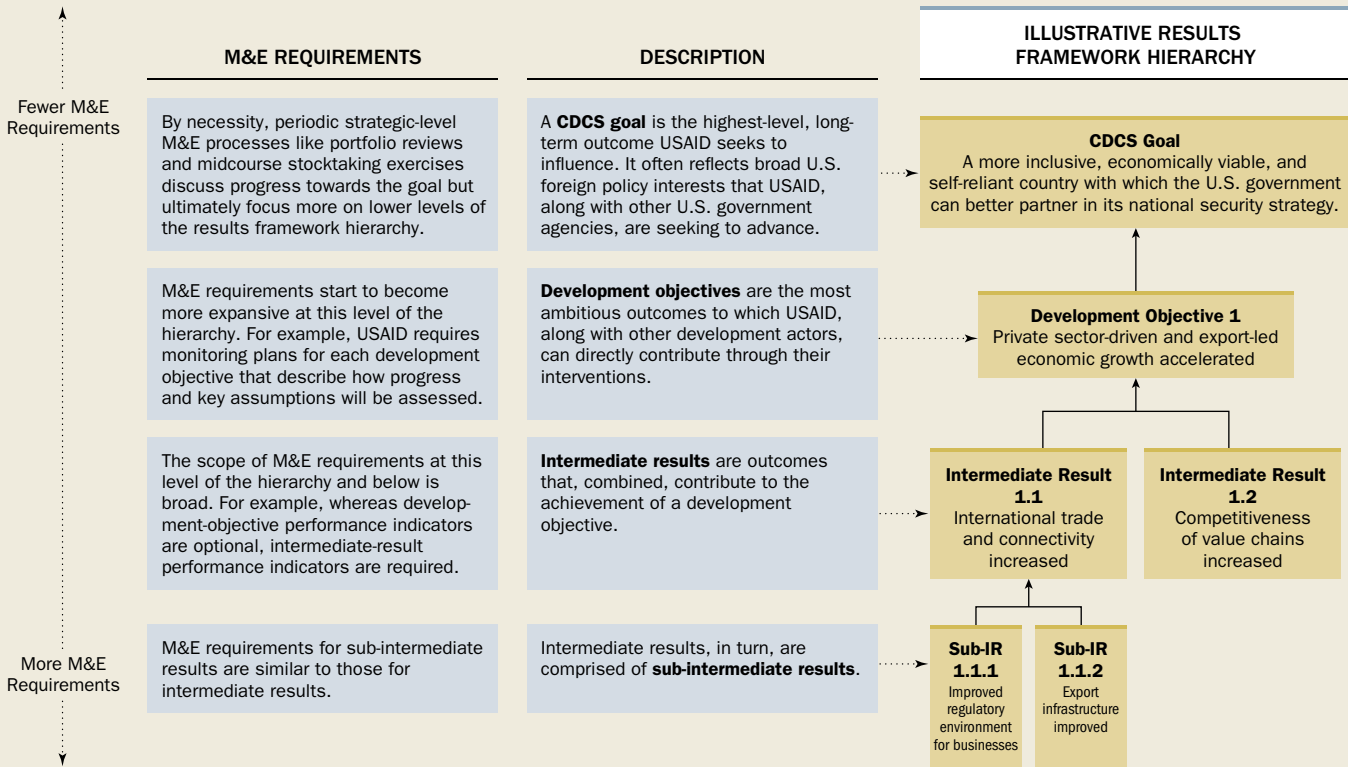 M&E REQUIREMENTS
DESCRIPTION
ILLUSTRATIVE RESULTS
FRAMEWORK HIERARCHY
Fewer M&E
Requirements
By necessity, periodic strategic-level
M&E processes like portfolio reviews
and midcourse stocktaking exercises
discuss progress towards the goal but
ultimately focus more on lower levels of
the results framework hierarchy.
A CDCS goal is the highest-level, long-
term outcome USAID seeks to
influence. It often reflects broad U.S.
foreign policy interests that USAID,
along with other U.S. government
agencies, are seeking to advance.
CDCS Goal
A more inclusive, economically viable, and
self-reliant country with which the U.S. government
can better partner in its national security strategy.
M&E requirements start to become
more expansive at this level of the
hierarchy. For example, USAID requires
monitoring plans for each development
objective that describe how progress
and key assumptions will be assessed.
Development objectives are the most
ambitious outcomes to which USAID,
along with other development actors,
can directly contribute through their
interventions.
Development Objective 1
Private sector-driven and export-led
economic growth accelerated
The scope of M&E requirements at this
level of the hierarchy and below is
broad. For example, whereas develop-
ment-objective performance indicators
are optional, intermediate-result
performance indicators are required.
Intermediate results are outcomes
that, combined, contribute to the
achievement of a development
objective.
Intermediate Result
1.1
International trade
and connectivity
increased
Intermediate Result
1.2
Competitiveness
of value chains
increased
More M&E
Requirements
M&E requirements for sub-intermediate
results are similar to those for
intermediate results.
Intermediate results, in turn, are
comprised of sub-intermediate results.
Sub-IR
1.1.1
Improved
regulatory
environment
for businesses
Sub-IR
1.1.2
Export
infrastructure
improved